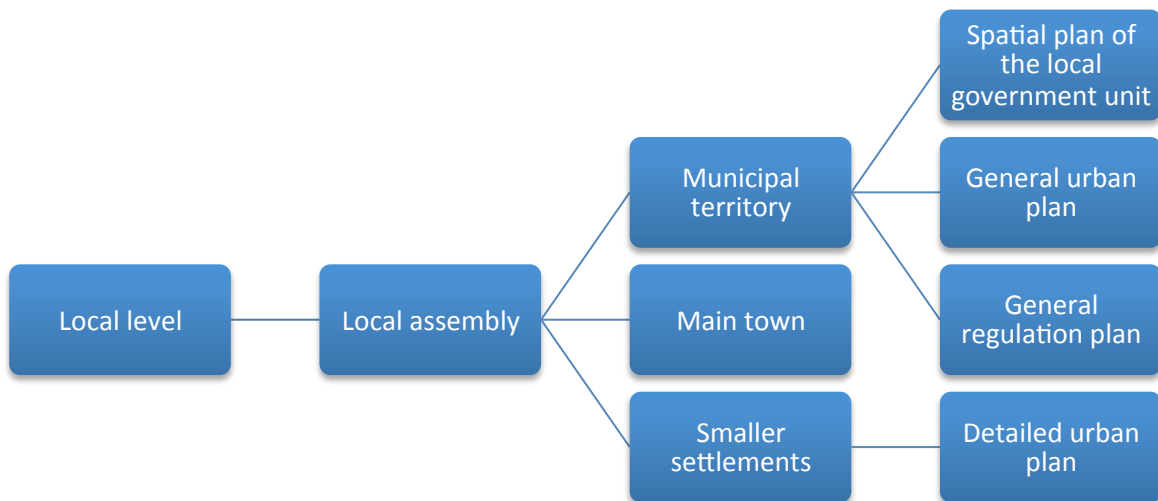 Spatial plan of
the local
government unit
Municipal
territory
General urban
plan
Local level
Local assembly
Main town
General
regulation plan
Smaller
settlements
Detailed urban
plan